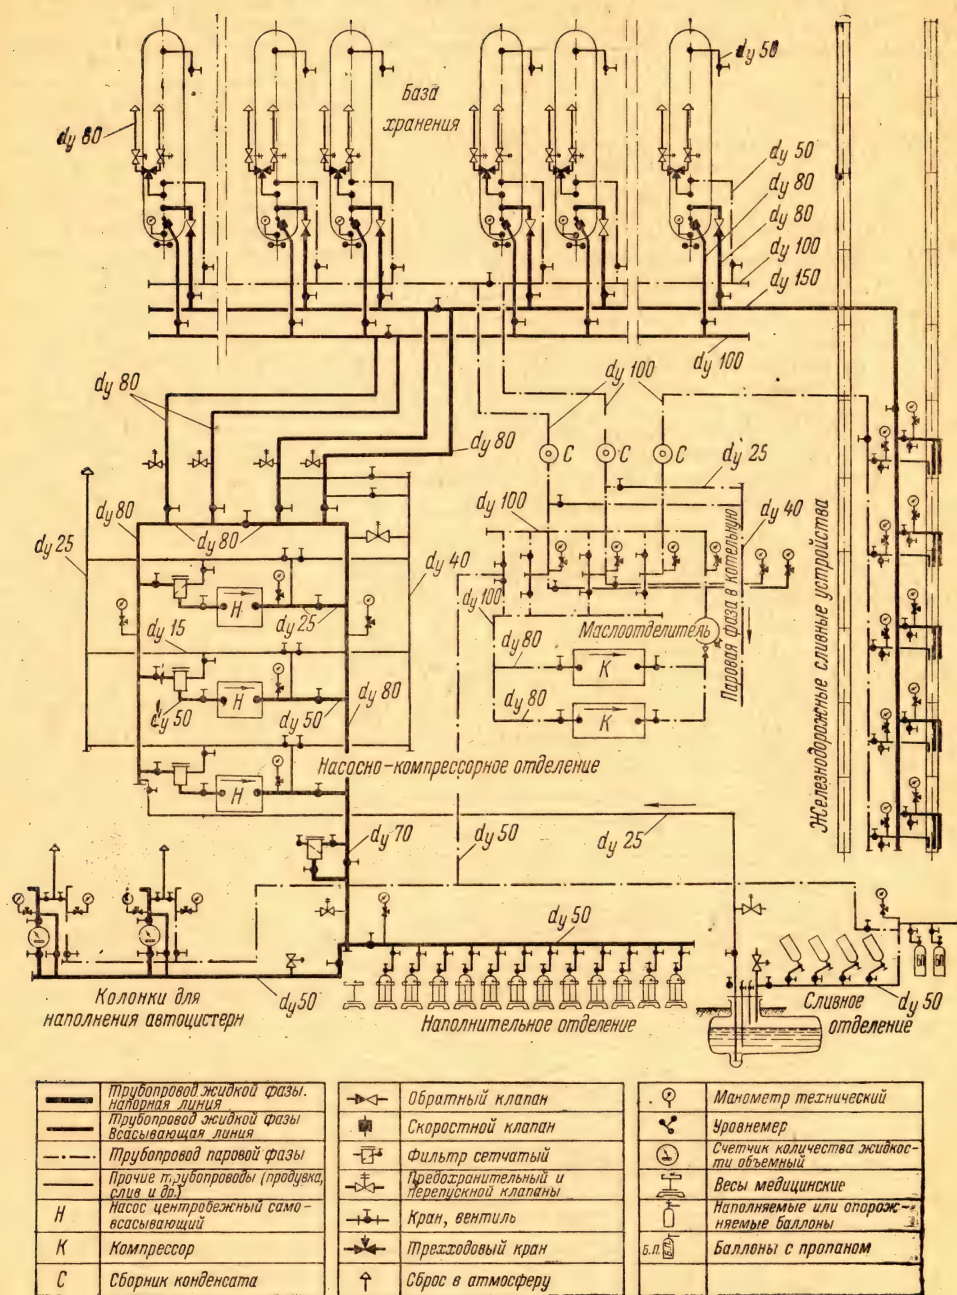 dy 50
База
хранения
dy 80
dy 50
dy 80
dy 80
dy 100
dy 150
dy 100
dy 80
dy 100
dy 80
C
C
C
dy 25
dy 80
dy 80
dy 100
dy 40
dy 25
dy 40
H
dy 25
dy 100
Маслоотделитель
Паровая фаза в котельную
Железнодорожные сливные устройства
dy 15
dy 80
K
H
dy 50
dy 50
dy 80
dy 80
K
Насосно-компрессорное отделение
H
dy 70
dy 50
dy 25
dy 50
Колонки для
наполнения автоцистерн
dy 50
Наполнительное отделение
Сливное
отделение
dy 50
Трубопровод жидкой фазы.
напорная линия
Трубопровод жидкой фазы
Всасывающая линия
Трубопровод паровой фазы
Прочие трубопроводы (продувка,
слив и др.)
H Насос центробежный само-
всасывающий
K Компрессор
C Сборник конденсата
Обратный клапан
Скоростной клапан
Фильтр сетчатый
Предохранительный и
перепускной клапаны
Кран, вентиль
Трехходовой кран
Сброс в атмосферу
Манометр технический
Уровнемер
Счетчик количества жидкос-
ти объемный
Весы медицинские
Наполняемые или опорож-
няемые баллоны
Б.П. Баллоны с пропаном